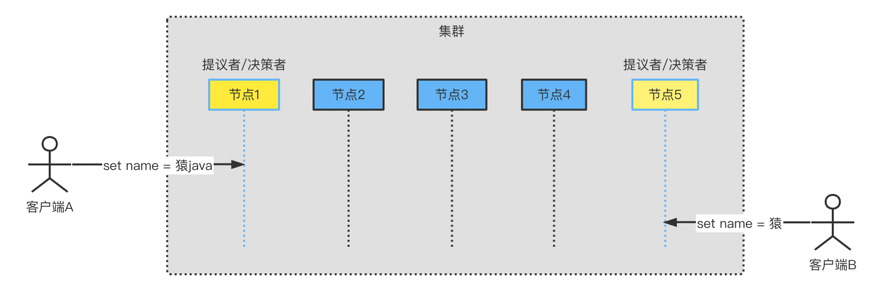 集群
提议者/决策者
提议者/决策者
节点1
节点2
节点3
节点4
节点5
set name = 猿java
客户端A
set name = 猿
客户端B